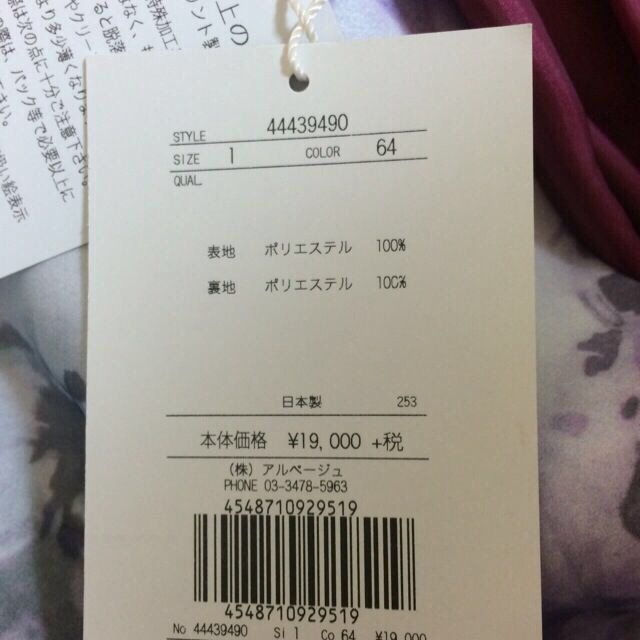 STYLE 44439490
SIZE 1 COLOR 64
QUAL.
表地 ポリエステル 100%
裏地 ポリエステル 100%
日本製 253
本体価格 ¥19,000 +税
(株) アルページュ
PHONE 03-3478-5963
4548710929519
4548710929519
No 44439490 Si 1 Co 64 ¥19,000